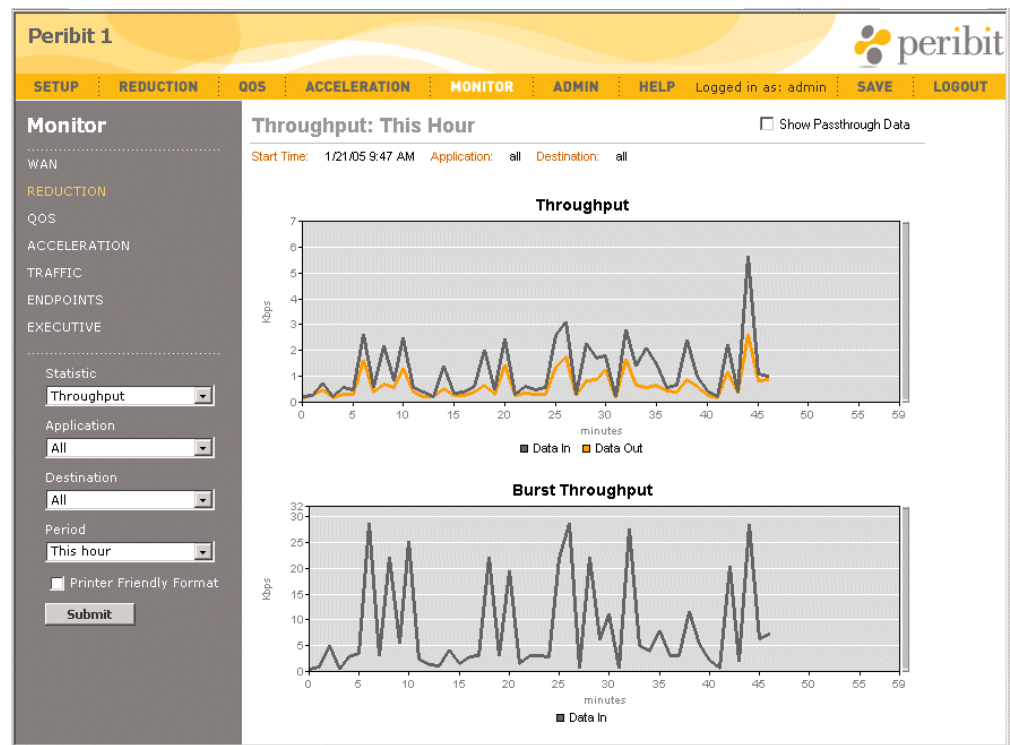 Peribit 1
peribit
SETUP REDUCTION QOS ACCELERATION MONITOR ADMIN HELP Logged in as: admin SAVE LOGOUT
Monitor
WAN
REDUCTION
QOS
ACCELERATION
TRAFFIC
ENDPOINTS
EXECUTIVE
Statistic
Throughput
Application
All
Destination
All
Period
This hour
Printer Friendly Format
Submit
Throughput: This Hour
Show Passthrough Data
Start Time: 1/21/05 9:47 AM Application: all Destination: all
Throughput
7
6
5
4
3
2
1
0
Kbps
0 5 10 15 20 25 30 35 40 45 50 55 59
minutes
Data In Data Out
Burst Throughput
32
30
25
20
15
10
5
0
Kbps
0 5 10 15 20 25 30 35 40 45 50 55 59
minutes
Data In